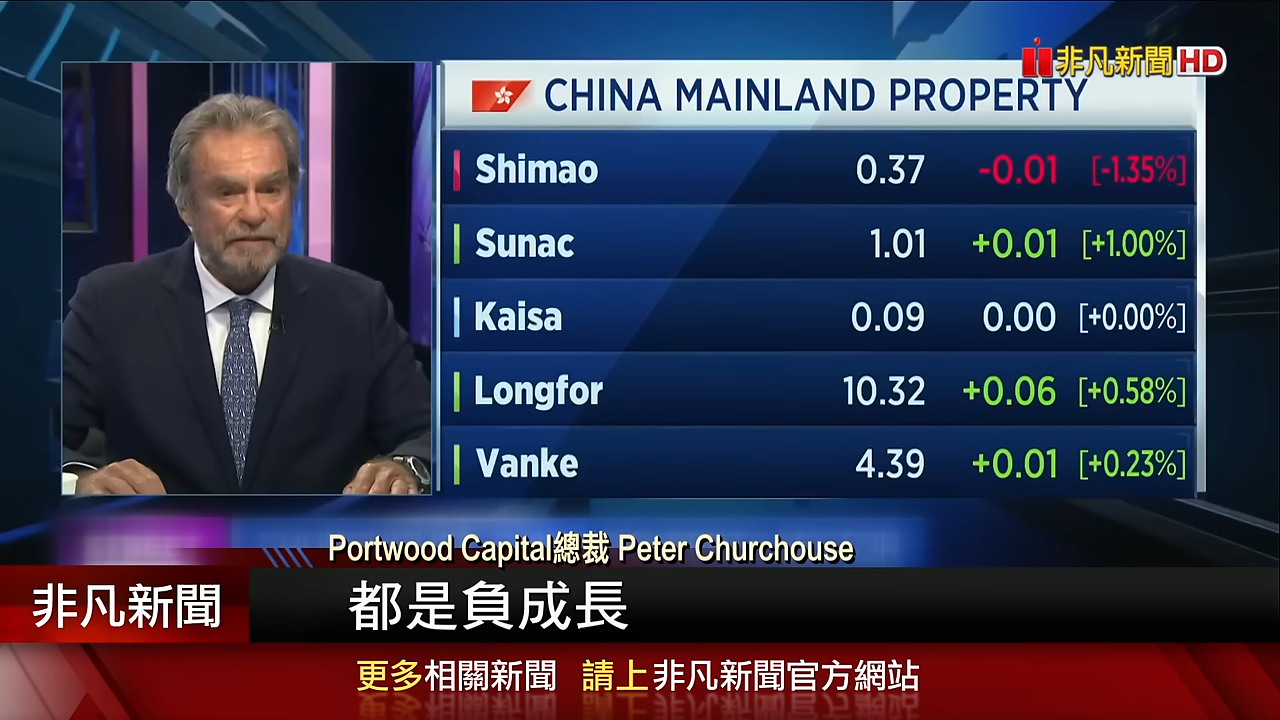 非凡新聞HD
CHINA MAINLAND PROPERTY
Shimao 0.37 -0.01 [-1.35%]
Sunac 1.01 +0.01 [+1.00%]
Kaisa 0.09 0.00 [+0.00%]
Longfor 10.32 +0.06 [+0.58%]
Vanke 4.39 +0.01 [+0.23%]
Portwood Capital總裁 Peter Churchouse
非凡新聞 都是負成長
更多相關新聞 請上非凡新聞官方網站